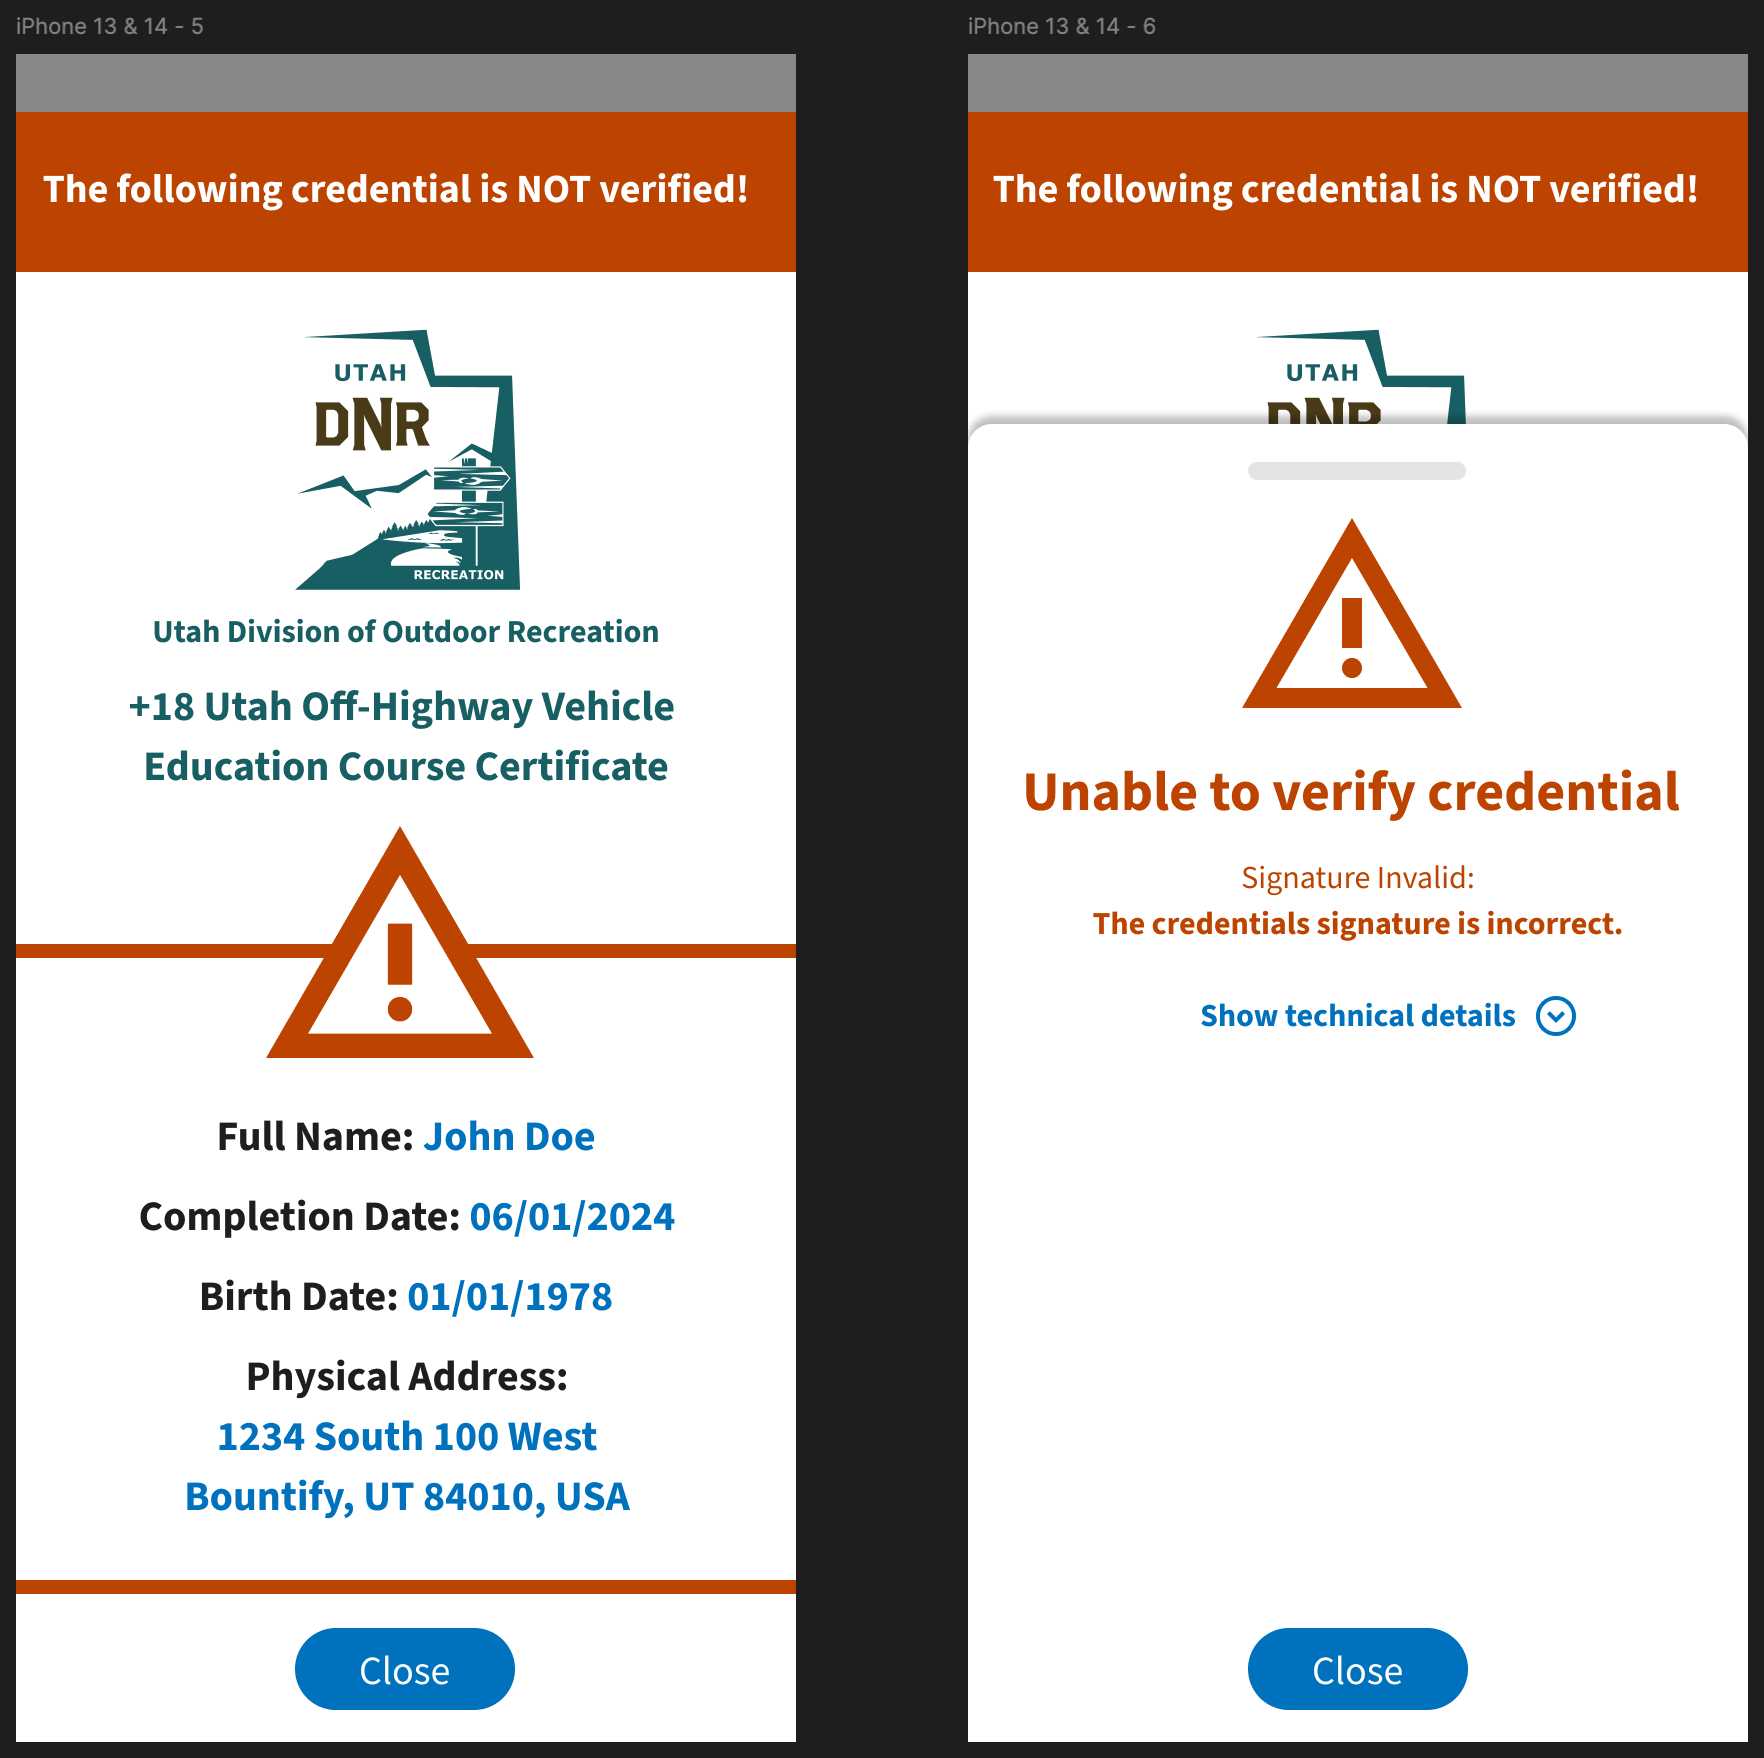 iPhone 13 & 14 - 5
The following credential is NOT verified!
UTAH
DNR
RECREATION
Utah Division of Outdoor Recreation
+18 Utah Off-Highway Vehicle
Education Course Certificate
!
Full Name: John Doe
Completion Date: 06/01/2024
Birth Date: 01/01/1978
Physical Address:
1234 South 100 West
Bountify, UT 84010, USA
Close
iPhone 13 & 14 - 6
The following credential is NOT verified!
UTAH
DNR
!
Unable to verify credential
Signature Invalid:
The credentials signature is incorrect.
Show technical details
Close